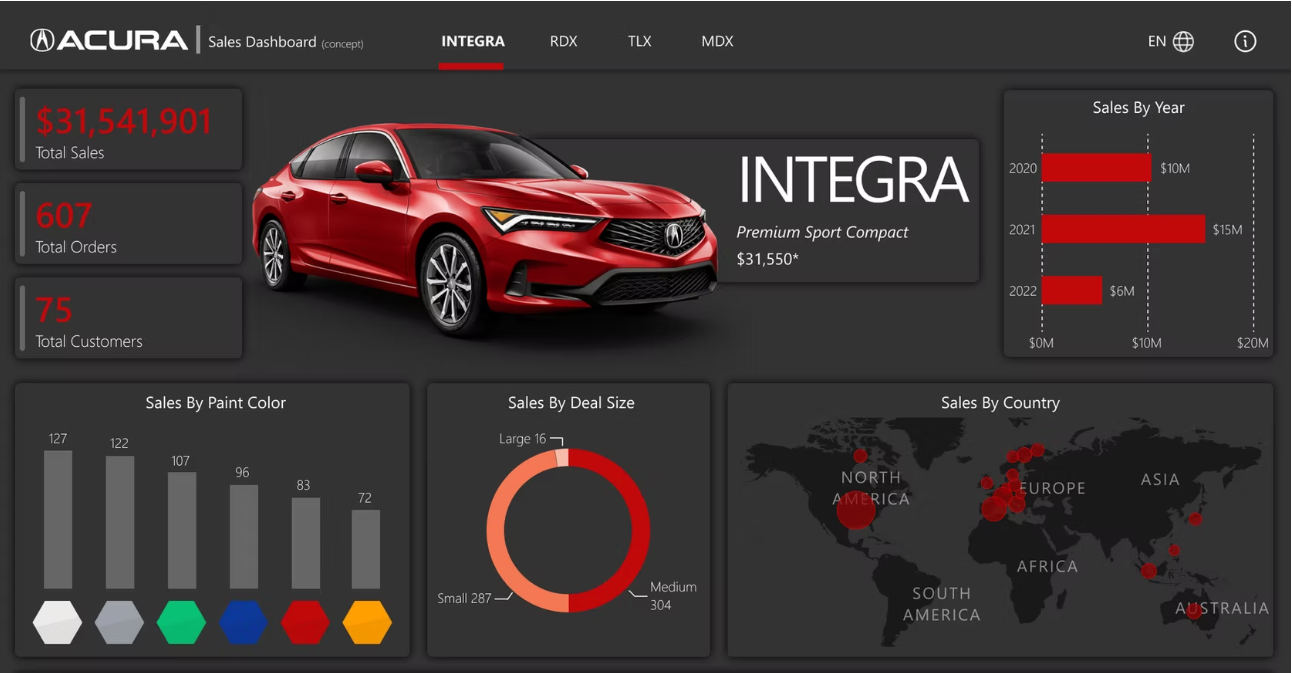 ACURA Sales Dashboard (concept) INTEGRA RDX TLX MDX EN
$31,541,901
Total Sales
607
Total Orders
75
Total Customers
INTEGRA
Premium Sport Compact
$31,550*
Sales By Year
2020 $10M
2021 $15M
2022 $6M
$0M $10M $20M
Sales By Paint Color
127 122 107 96 83 72
Sales By Deal Size
Large 16
Small 287
Medium
304
Sales By Country
NORTH
AMERICA
EUROPE
ASIA
AFRICA
SOUTH
AMERICA
AUSTRALIA